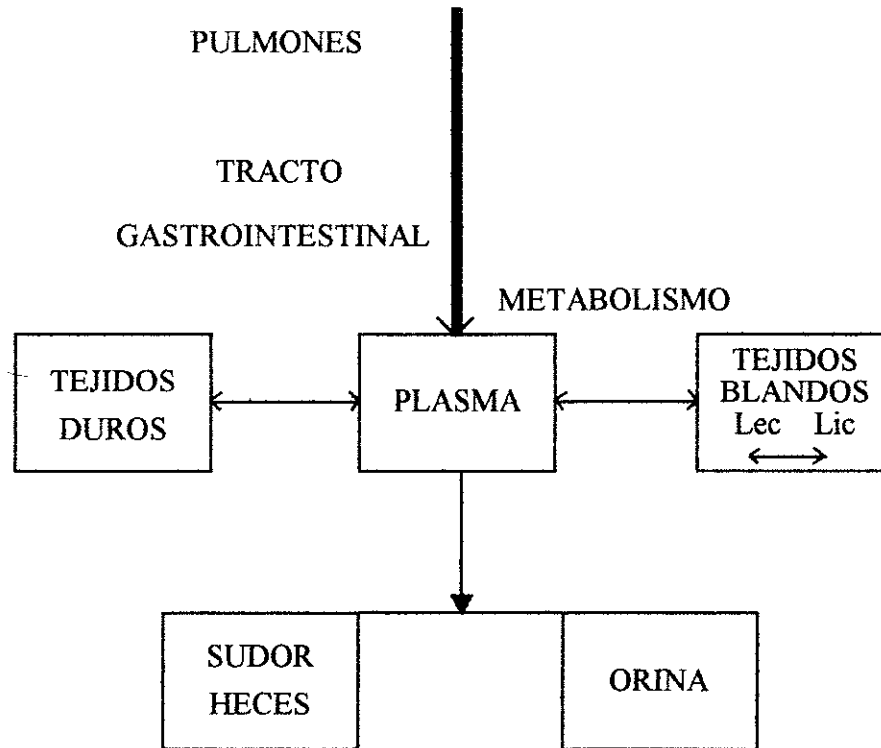 PULMONES
TRACTO
GASTROINTESTINAL
METABOLISMO
TEJIDOS
DUROS
PLASMA
TEJIDOS
BLANDOS
Lec Lic
SUDOR
HECES
ORINA